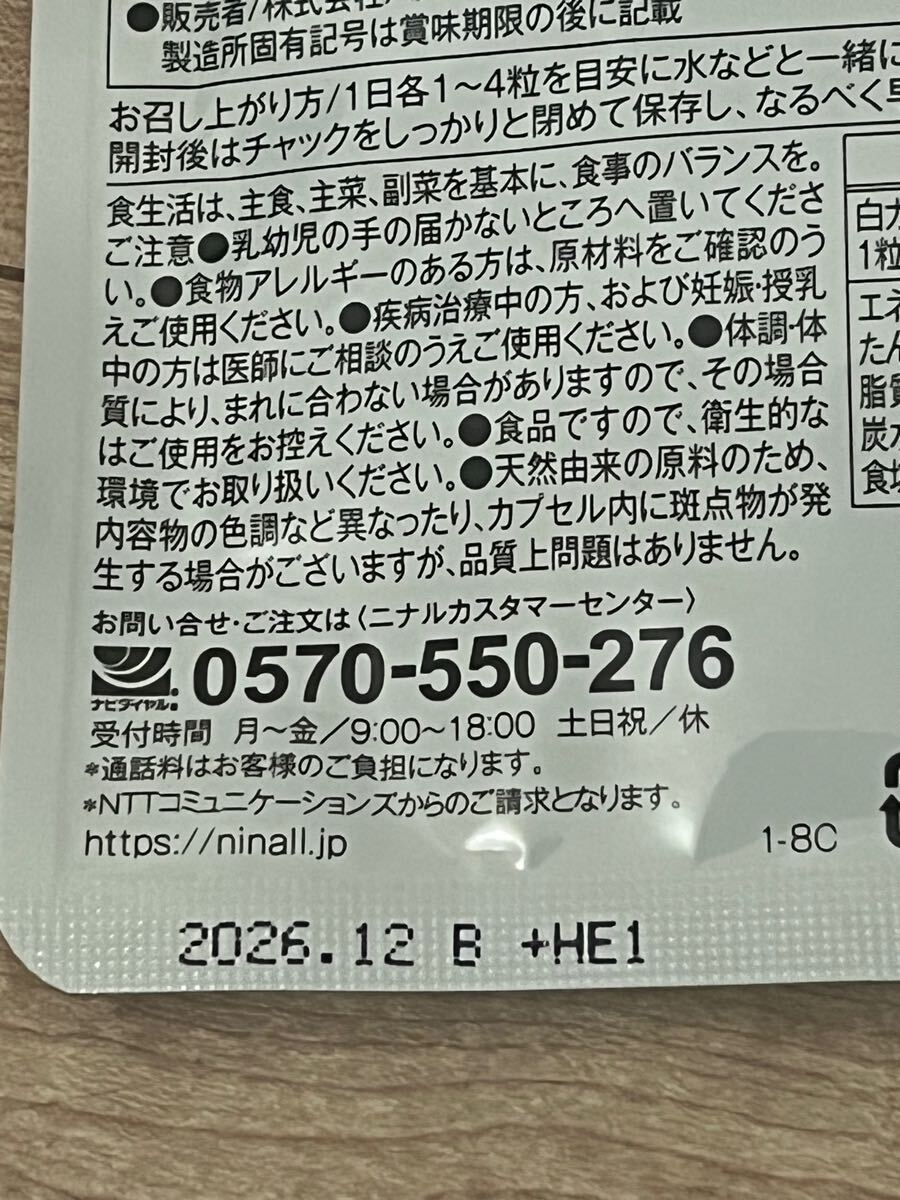 ●販売者/株式会社
製造所固有記号は賞味期限の後に記載
お召し上がり方/1日各1〜4粒を目安に水などと一緒に
開封後はチャックをしっかりと閉めて保存し、なるべく早
食生活は、主食、主菜、副菜を基本に、食事のバランスを。
ご注意●乳幼児の手の届かないところへ置いてくださ
い。●食物アレルギーのある方は、原材料をご確認のう
えご使用ください。●疾病治療中の方、および妊娠・授乳
中の方は医師にご相談のうえご使用ください。●体調・体
質により、まれに合わない場合がありますので、その場合
はご使用をお控えください。●食品ですので、衛生的な
環境でお取り扱いください。●天然由来の原料のため、
内容物の色調など異なったり、カプセル内に斑点物が発
生する場合がございますが、品質上問題はありません。
お問い合せ・ご注文は〈ニナルカスタマーセンター〉
ナビダイヤル®
0570-550-276
受付時間 月〜金/9:00〜18:00 土日祝/休
*通話料はお客様のご負担になります。
*NTTコミュニケーションズからのご請求となります。
https://ninall.jp
1-8C
1粒
エネ
たん
脂質
炭水
食塩
2026.12 B +HE1